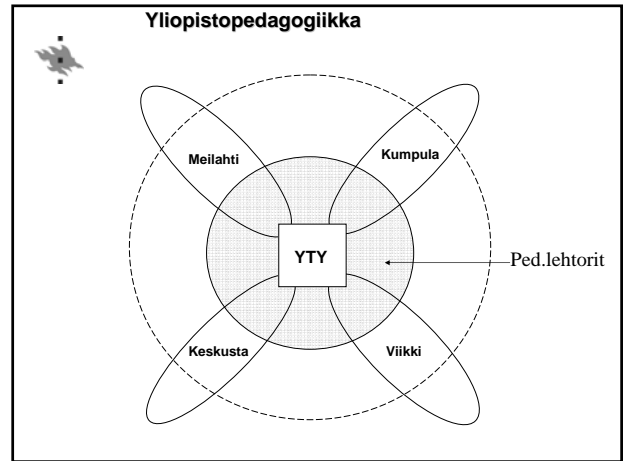 Yliopistopedagogiikka
Meilahti
Kumpula
YTY
Ped.lehtorit
Keskusta
Viikki